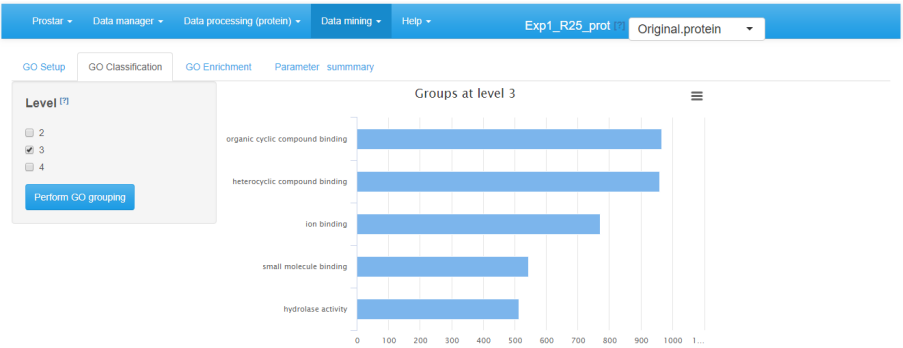 Prostar Data manager Data processing (protein) Data mining Help Exp1_R25_prot [?] Original.protein
GO Setup GO Classification GO Enrichment Parameter summmary
Level [?]
2
3
4
Perform GO grouping
Groups at level 3
organic cyclic compound binding
heterocyclic compound binding
ion binding
small molecule binding
hydrolase activity
0 100 200 300 400 500 600 700 800 900 1000 1...